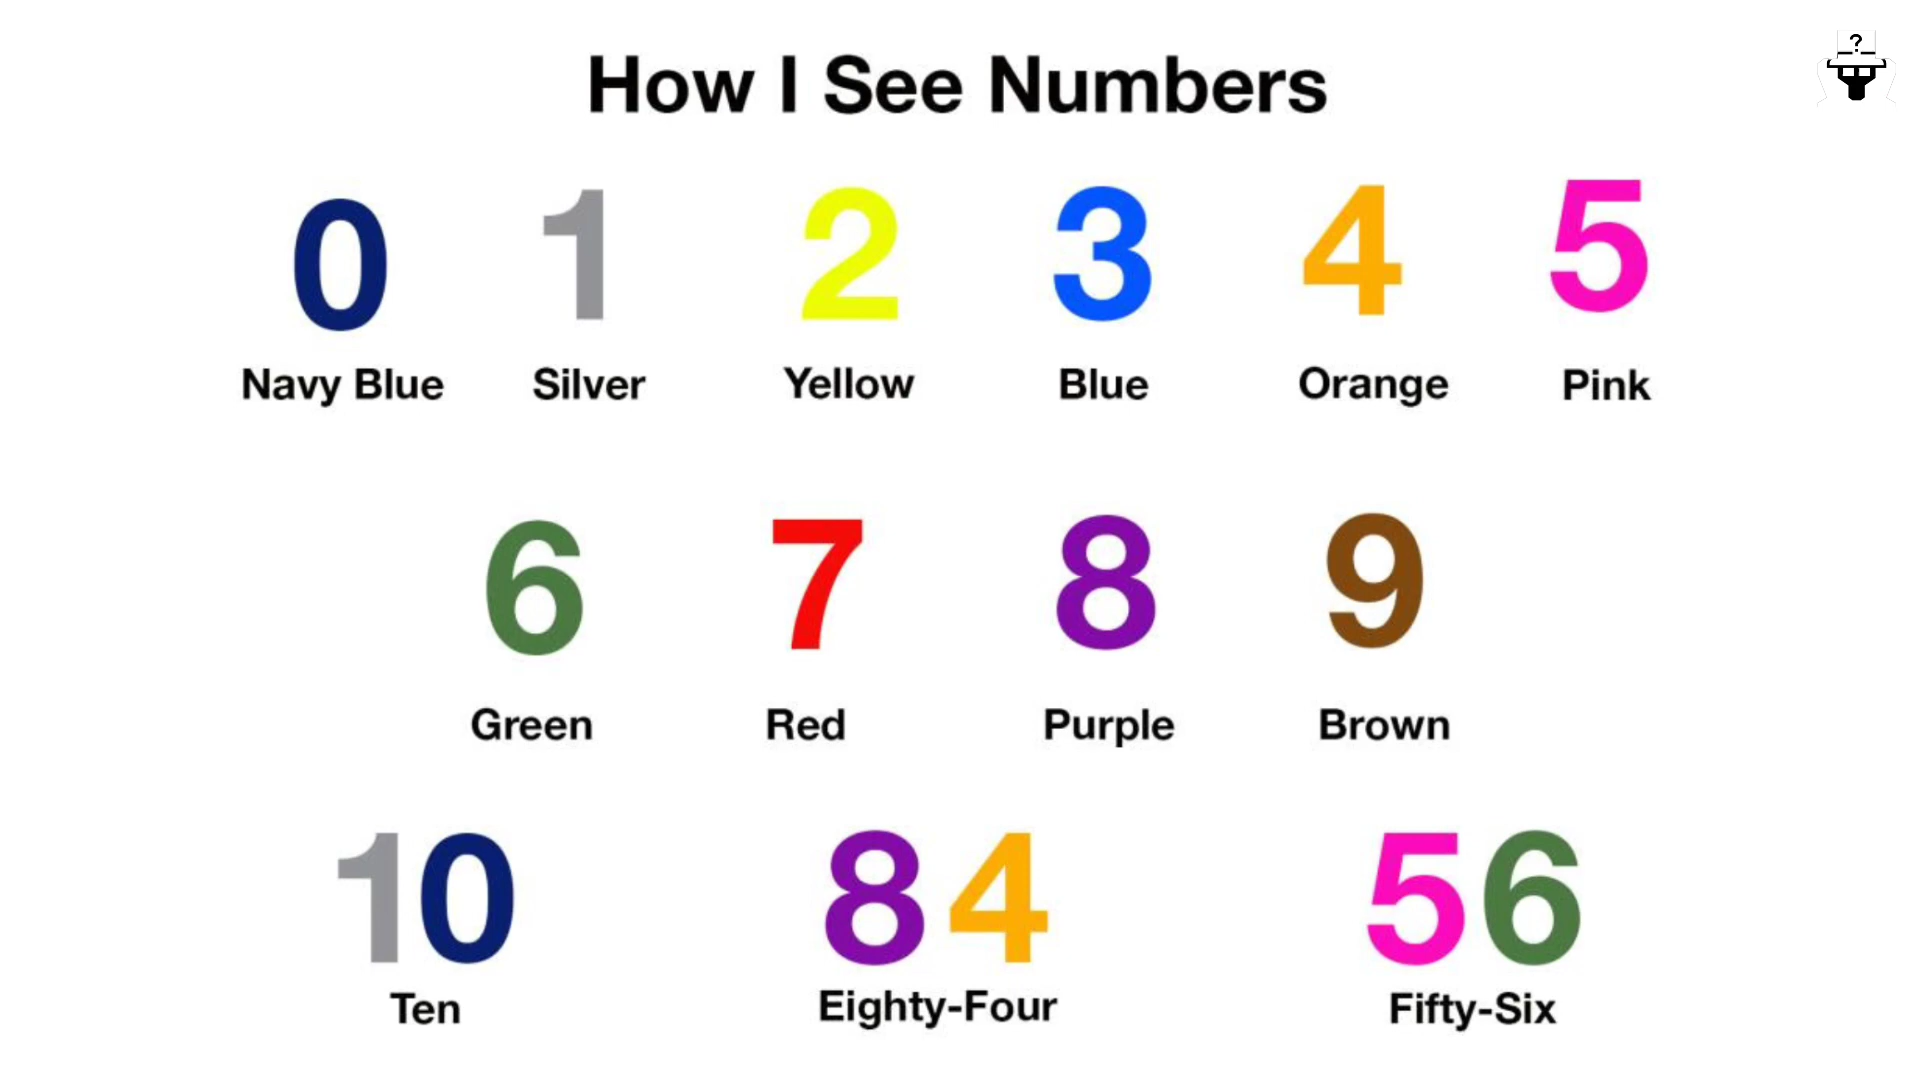 ?
How I See Numbers
0 1 2 3 4 5
Navy Blue Silver Yellow Blue Orange Pink
6 7 8 9
Green Red Purple Brown
10 84 56
Ten Eighty-Four Fifty-Six